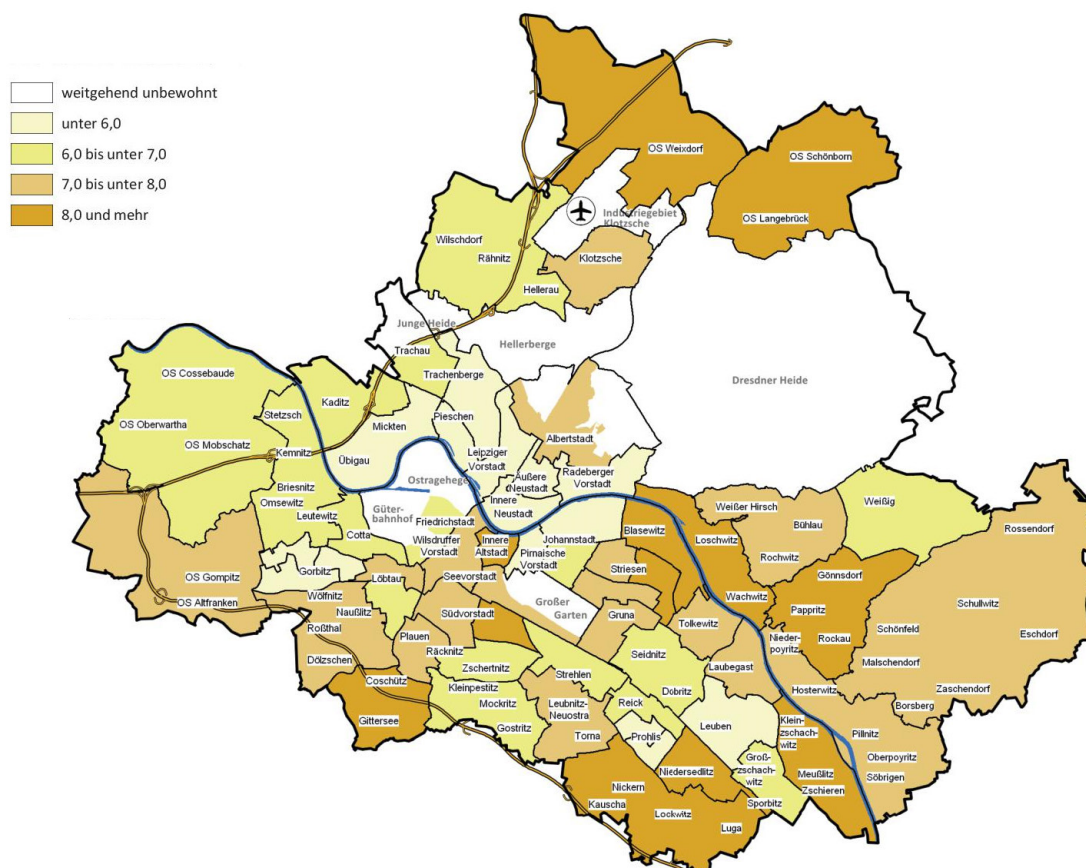 weitgehend unbewohnt
unter 6,0
6,0 bis unter 7,0
7,0 bis unter 8,0
8,0 und mehr
OS Weixdorf
OS Schönborn
OS Langebrück
Industriegebiet
Klotzsche
Wilschdorf
Rähnitz
Klotzsche
Hellerau
Junge Heide
Hellerberge
Trachau
Trachenberge
Dresdner Heide
OS Cossebaude
Kaditz
Stetzsch
Pieschen
Mickten
OS Oberwartha
OS Mobschatz
Albertstadt
Kemnitz
Übigau
Leipziger
Vorstadt
Äußere
Neustadt
Radeberger
Vorstadt
Ostragehege
Briesnitz
Omsewitz
Innere
Neustadt
Güter-
bahnhof
Weißig
Weißer Hirsch
Leutewitz
Friedrichstadt
Bühlau
Rossendorf
Cotta
Wilsdruffer
Vorstadt
Innere
Altstadt
Johannstadt
Pirnaische
Vorstadt
Blasewitz
Loschwitz
Rochwitz
OS Gompitz
Gorbitz
Löbtau
Seevorstadt
Striesen
Gönnsdorf
Wölfnitz
Wachwitz
OS Altfranken
Naußlitz
Südvorstadt
Großer
Garten
Gruna
Tolkewitz
Pappritz
Schullwitz
Roßthal
Plauen
Nieder-
poyritz
Rockau
Schönfeld
Eschdorf
Räcknitz
Dölzschen
Seidnitz
Malschendorf
Zschertnitz
Strehlen
Laubegast
Coschütz
Kleinpestitz
Dobritz
Hosterwitz
Zaschendorf
Mockritz
Leubnitz-
Neuostra
Reick
Borsberg
Gittersee
Gostritz
Leuben
Klein-
zschach-
witz
Pillnitz
Torna
Prohlis
Oberpoyritz
Groß-
zschach-
witz
Niedersedlitz
Meußlitz
Söbrigen
Nickern
Zschieren
Kauscha
Sporbitz
Lockwitz
Luga